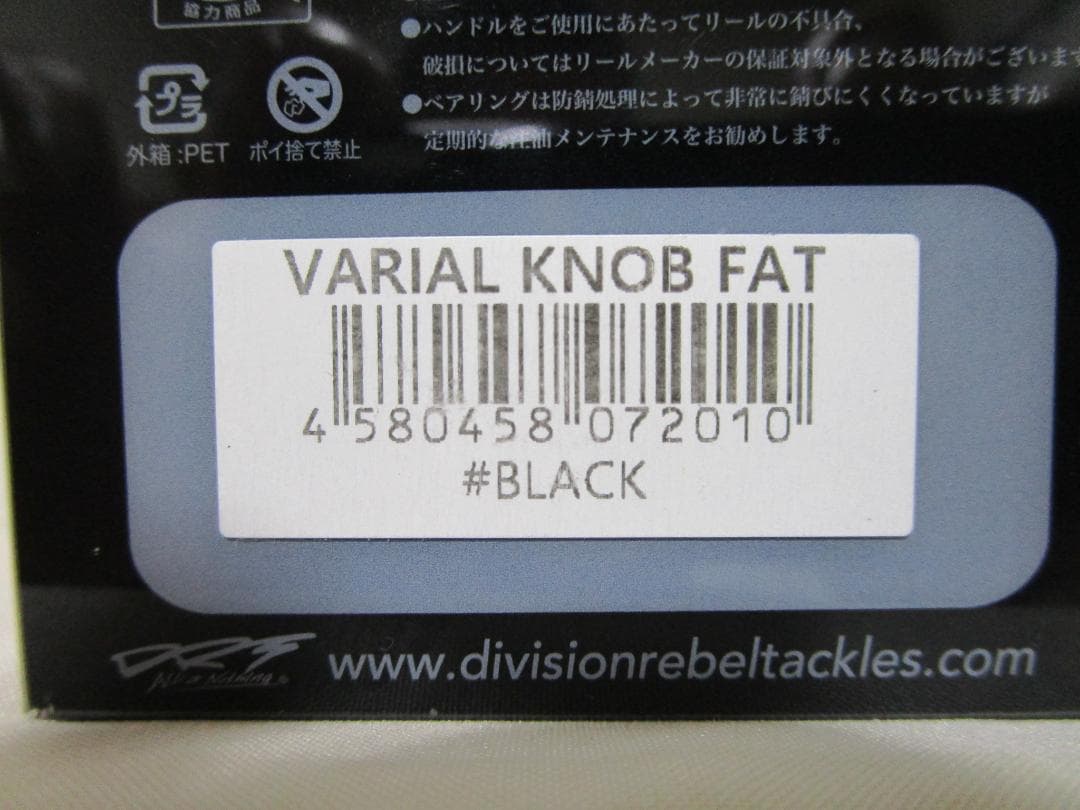 協力商品
●ハンドルをご使用にあたってリールの不具合、
破損についてはリールメーカーの保証対象外となる場合がございます
●ベアリングは防錆処理によって非常に錆びにくくなっていますが
定期的な注油メンテナンスをお勧めします。
プラ
外箱:PET
ポイ捨て禁止
VARIAL KNOB FAT
4 580458 072010
#BLACK
DRT
www.divisionrebeltackles.com